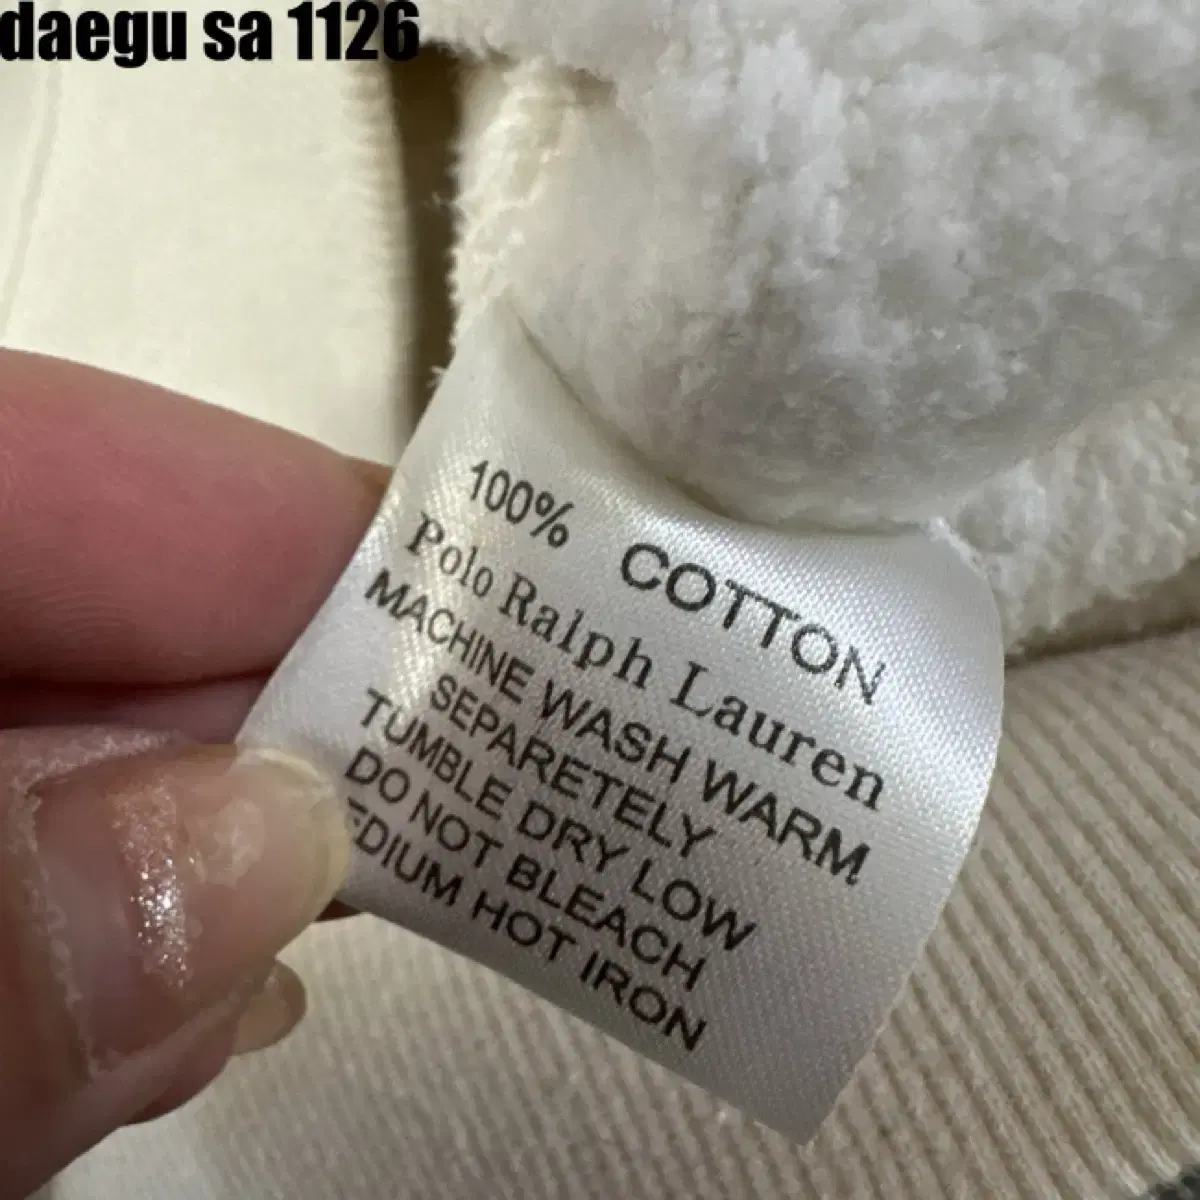 daegu sa 1126
100% COTTON
Polo Ralph Lauren
MACHINE WASH WARM
SEPARETELY
TUMBLE DRY LOW
DO NOT BLEACH
EDIUM HOT IRON